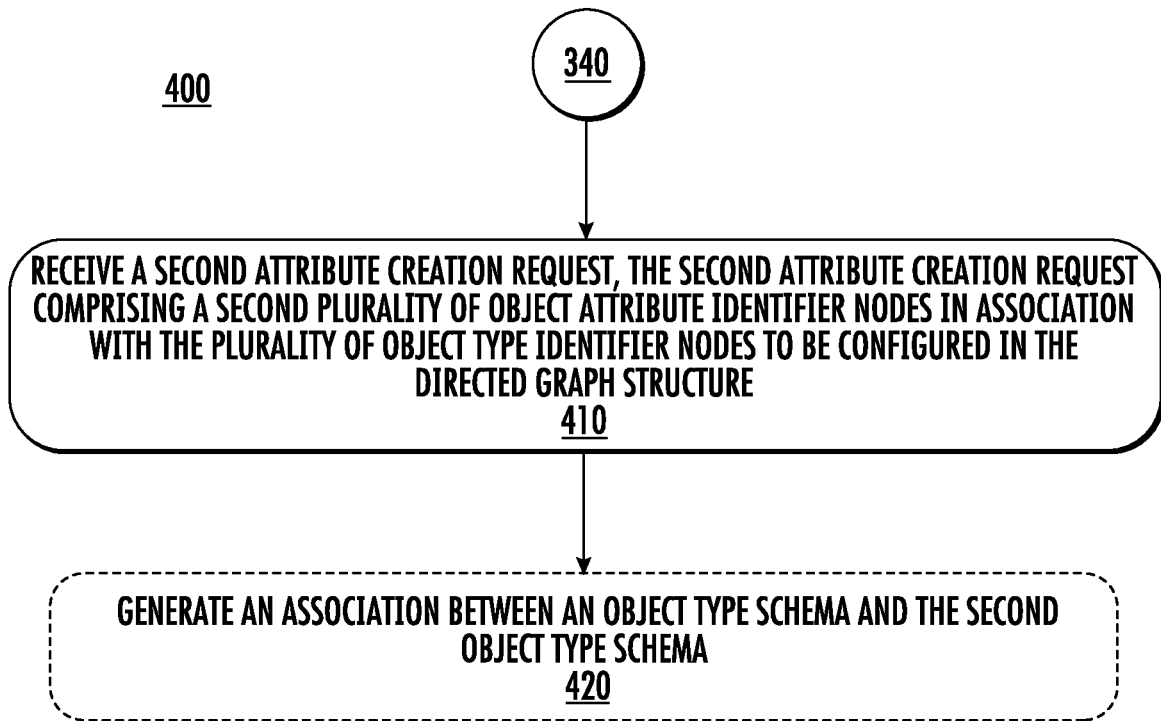 340
400
RECEIVE A SECOND ATTRIBUTE CREATION REQUEST, THE SECOND ATTRIBUTE CREATION REQUEST
COMPRISING A SECOND PLURALITY OF OBJECT ATTRIBUTE IDENTIFIER NODES IN ASSOCIATION
WITH THE PLURALITY OF OBJECT TYPE IDENTIFIER NODES TO BE CONFIGURED IN THE
DIRECTED GRAPH STRUCTURE
410
GENERATE AN ASSOCIATION BETWEEN AN OBJECT TYPE SCHEMA AND THE SECOND
OBJECT TYPE SCHEMA
420